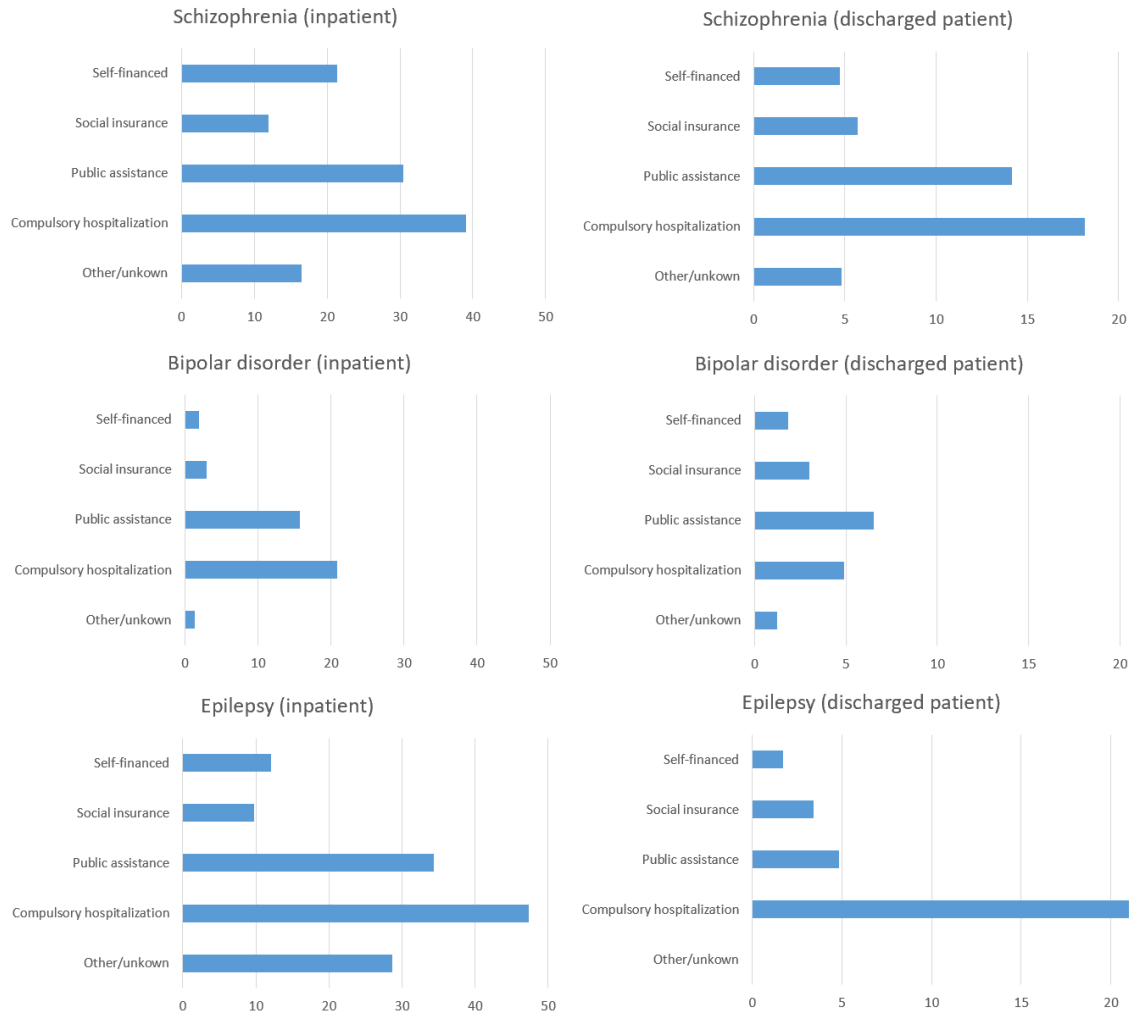 Schizophrenia (inpatient)
Self-financed
Social insurance
Public assistance
Compulsory hospitalization
Other/unkown
0 10 20 30 40 50
Schizophrenia (discharged patient)
Self-financed
Social insurance
Public assistance
Compulsory hospitalization
Other/unkown
0 5 10 15 20
Bipolar disorder (inpatient)
Self-financed
Social insurance
Public assistance
Compulsory hospitalization
Other/unkown
0 10 20 30 40 50
Bipolar disorder (discharged patient)
Self-financed
Social insurance
Public assistance
Compulsory hospitalization
Other/unkown
0 5 10 15 20
Epilepsy (inpatient)
Self-financed
Social insurance
Public assistance
Compulsory hospitalization
Other/unkown
0 10 20 30 40 50
Epilepsy (discharged patient)
Self-financed
Social insurance
Public assistance
Compulsory hospitalization
Other/unkown
0 5 10 15 20